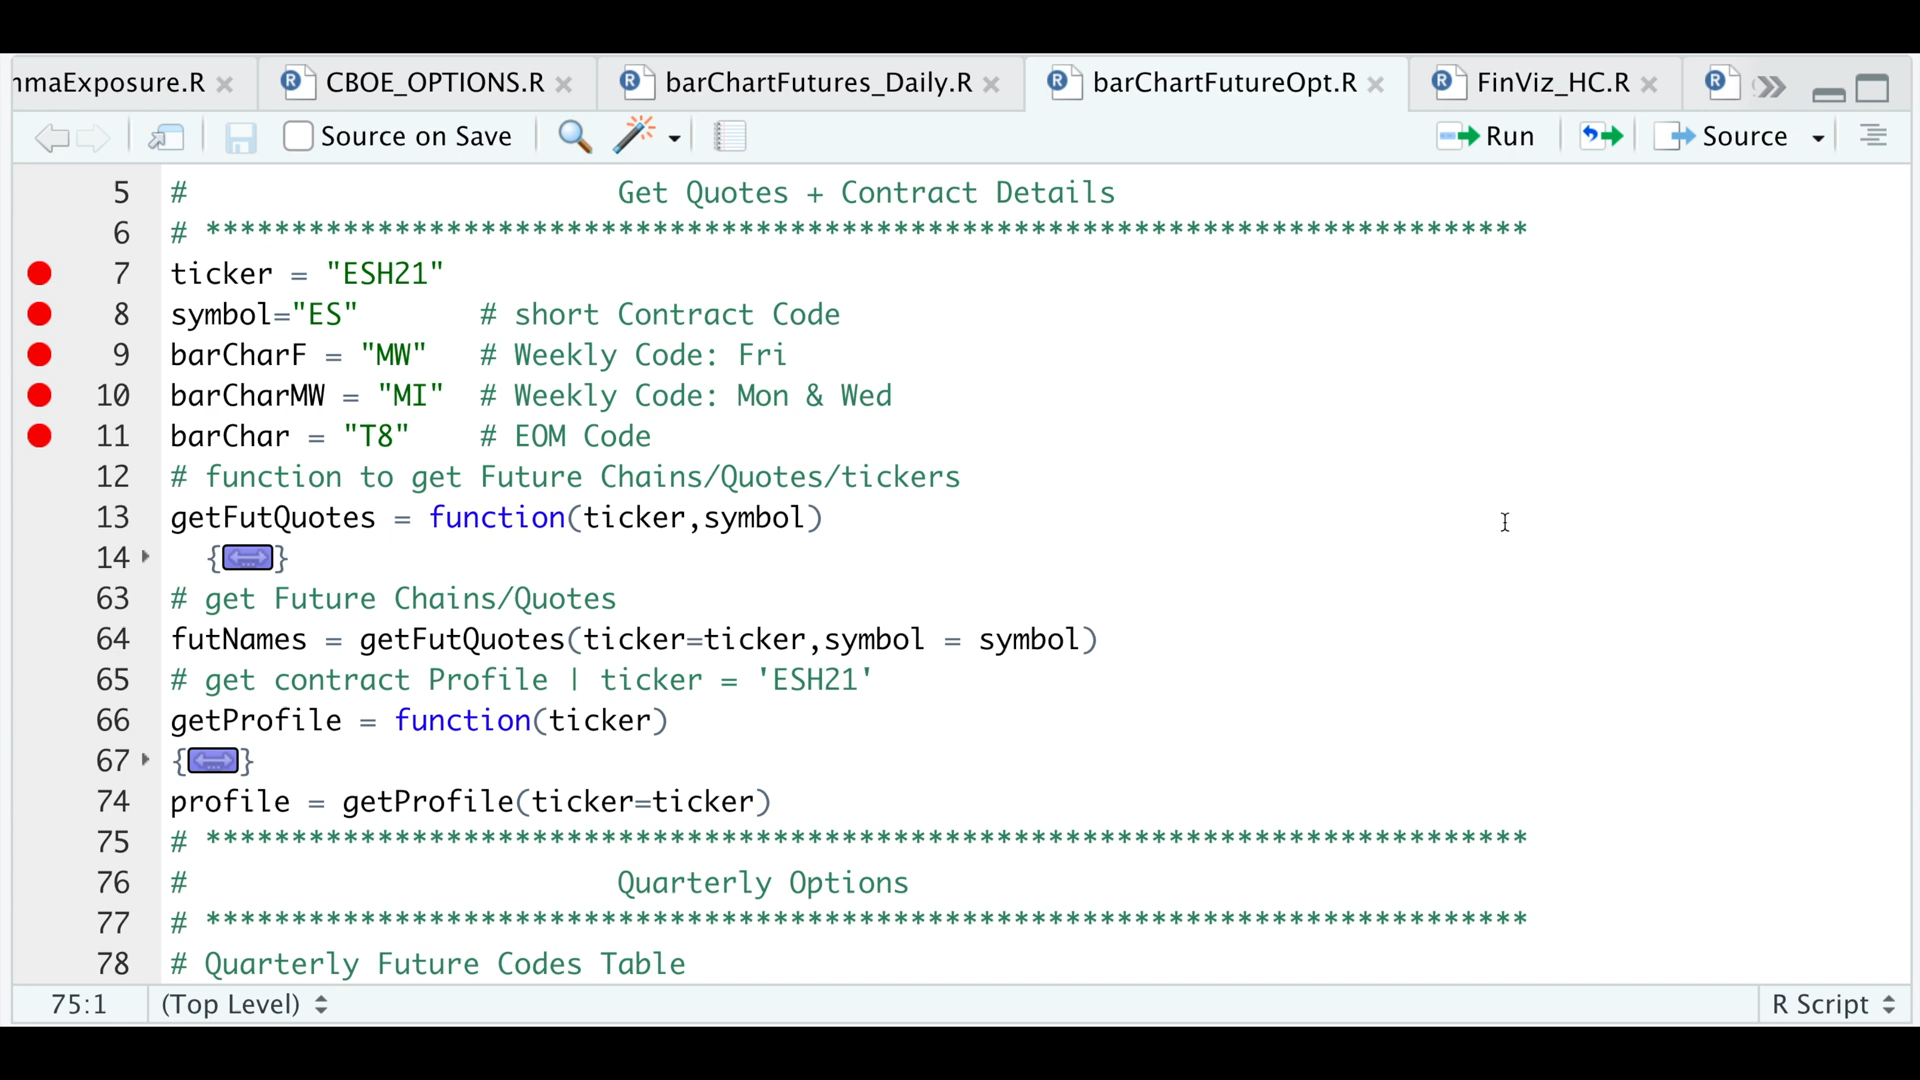 mmaExposure.R CBOE_OPTIONS.R barChartFutures_Daily.R barChartFutureOpt.R FinViz_HC.R
Source on Save Run Source
5 # Get Quotes + Contract Details
6 # *****************************************************************************
7 ticker = "ESH21"
8 symbol="ES" # short Contract Code
9 barCharF = "MW" # Weekly Code: Fri
10 barCharMW = "MI" # Weekly Code: Mon & Wed
11 barChar = "T8" # EOM Code
12 # function to get Future Chains/Quotes/tickers
13 getFutQuotes = function(ticker,symbol)
14 {...}
63 # get Future Chains/Quotes
64 futNames = getFutQuotes(ticker=ticker,symbol = symbol)
65 # get contract Profile | ticker = 'ESH21'
66 getProfile = function(ticker)
67 {...}
74 profile = getProfile(ticker=ticker)
75 # *****************************************************************************
76 # Quarterly Options
77 # *****************************************************************************
78 # Quarterly Future Codes Table
75:1 (Top Level) R Script